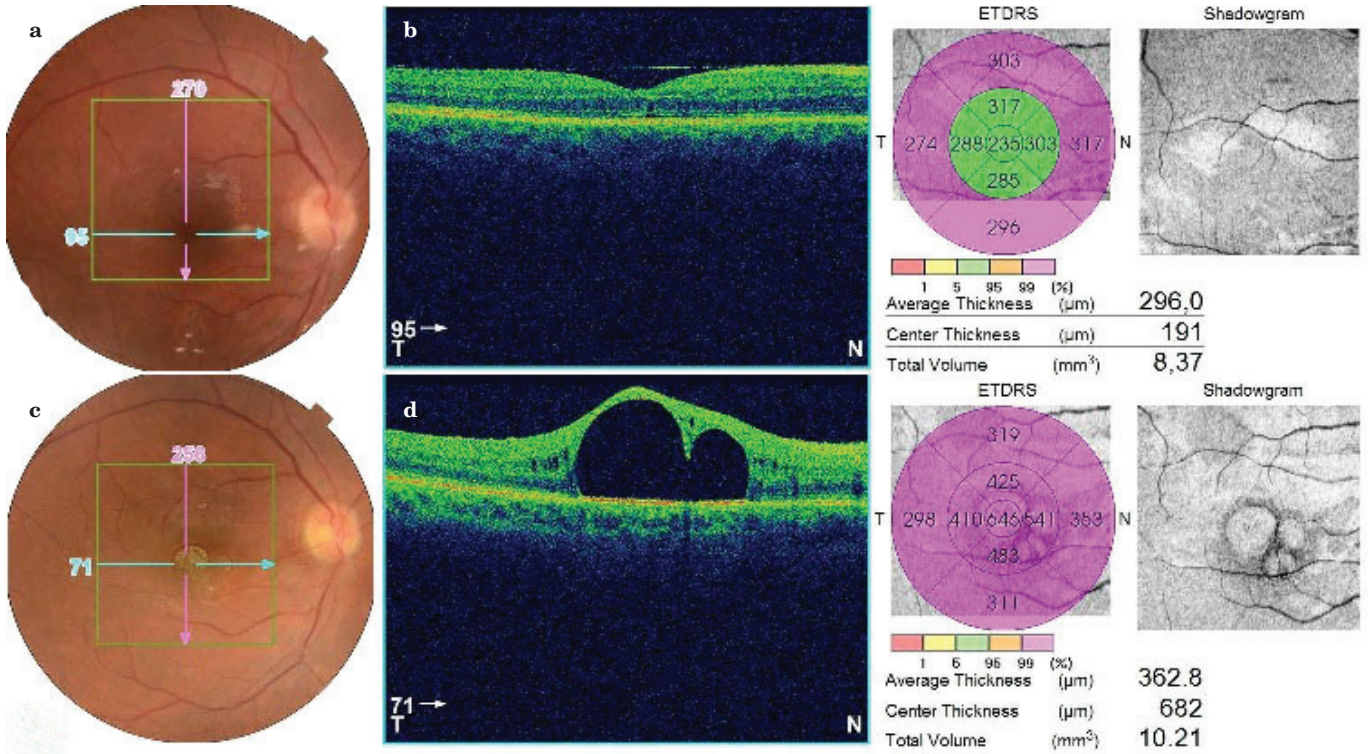 a
270
95
b
95 →
T
N
ETDRS
303
317
T 274 288 235 303 317 N
285
296
1 5 95 99 (%)
Average Thickness (µm) 296,0
Center Thickness (µm) 191
Total Volume (mm³) 8,37
Shadowgram
c
258
71
d
71 →
T
N
ETDRS
319
425
T 298 410 646 541 353 N
483
311
1 5 95 99 (%)
Average Thickness (µm) 362.8
Center Thickness (µm) 682
Total Volume (mm³) 10.21
Shadowgram